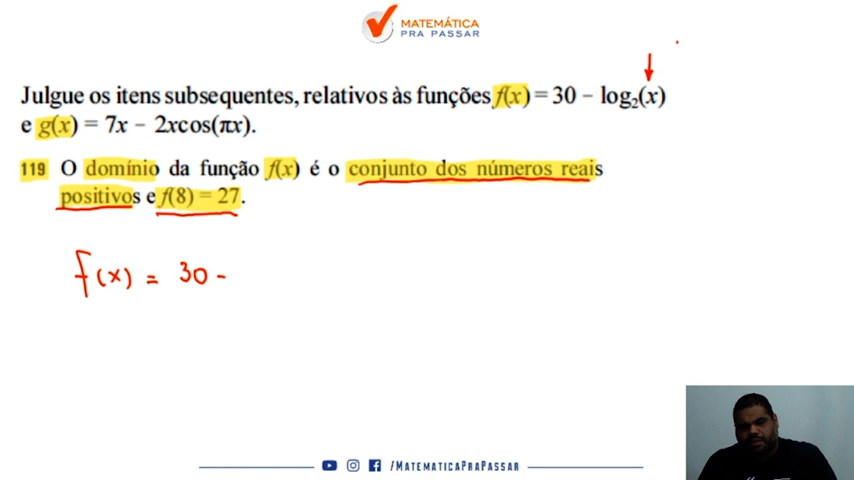 MATEMÁTICA
PRA PASSAR
Julgue os itens subsequentes, relativos às funções f(x) = 30 – log₂(x)
e g(x) = 7x – 2xcos(πx).
119 O domínio da função f(x) é o conjunto dos números reais
positivos e f(8) = 27.
f(x) = 30 -
/MatematicaPraPassar